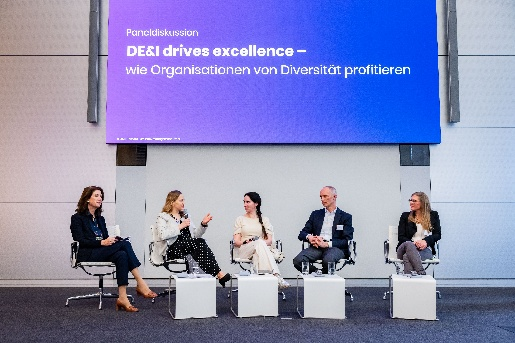 Paneldiskussion
DE&I drives excellence –
wie Organisationen von Diversität profitieren